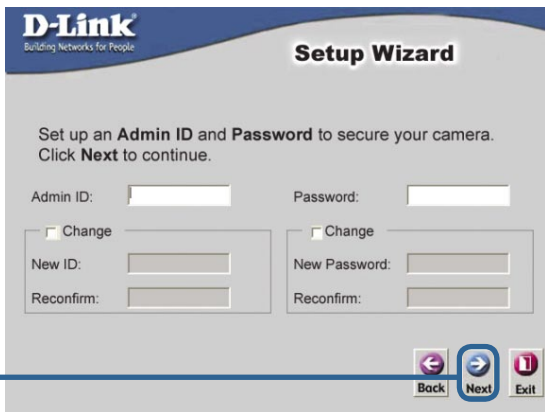 D-Link
Building Networks for People
Setup Wizard
Set up an Admin ID and Password to secure your camera.
Click Next to continue.
Admin ID:
Password:
Change
Change
New ID:
New Password:
Reconfirm:
Reconfirm:
Back
Next
Exit